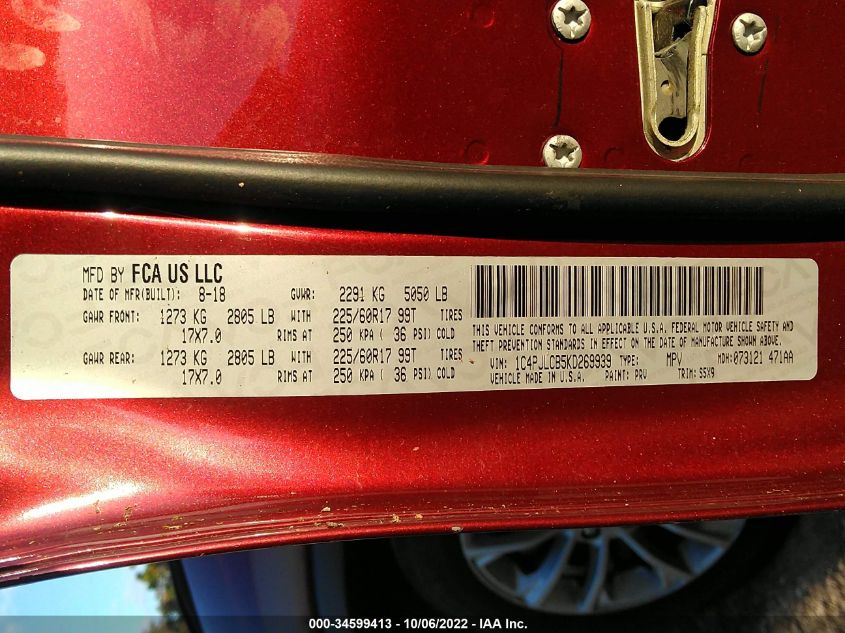 MFD BY FCA US LLC
DATE OF MFR(BUILT): 8-18 GVWR: 2291 KG 5050 LB
GAWR FRONT: 1273 KG 2805 LB WITH 225/60R17 99T TIRES
17X7.0 RIMS AT 250 KPA ( 36 PSI) COLD
GAWR REAR: 1273 KG 2805 LB WITH 225/60R17 99T TIRES
17X7.0 RIMS AT 250 KPA ( 36 PSI) COLD
THIS VEHICLE CONFORMS TO ALL APPLICABLE U.S.A. FEDERAL MOTOR VEHICLE SAFETY AND
THEFT PREVENTION STANDARDS IN EFFECT ON THE DATE OF MANUFACTURE SHOWN ABOVE.
VIN: 1C4PJLCB5KD269939 TYPE: MPV MDH: 073121 471AA
VEHICLE MADE IN U.S.A. PAINT: PRV TRIM: S5X9
000-34599413 - 10/06/2022 - IAA Inc.